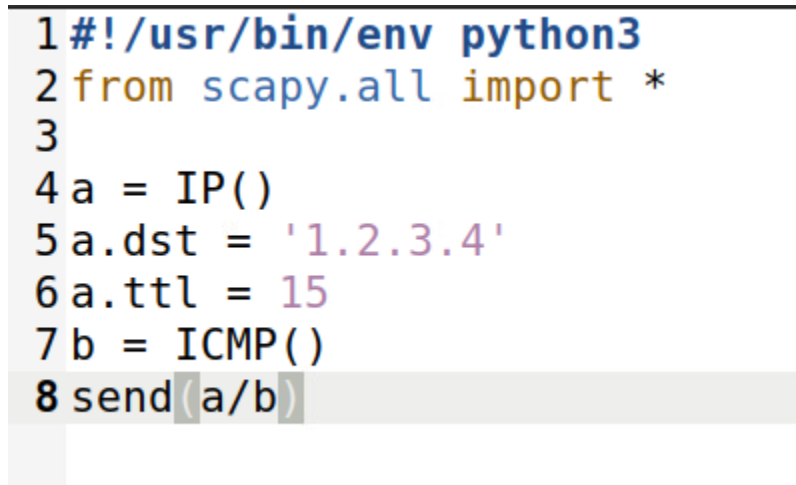 1 #!/usr/bin/env python3
2 from scapy.all import *
3
4 a = IP()
5 a.dst = '1.2.3.4'
6 a.ttl = 15
7 b = ICMP()
8 send(a/b)